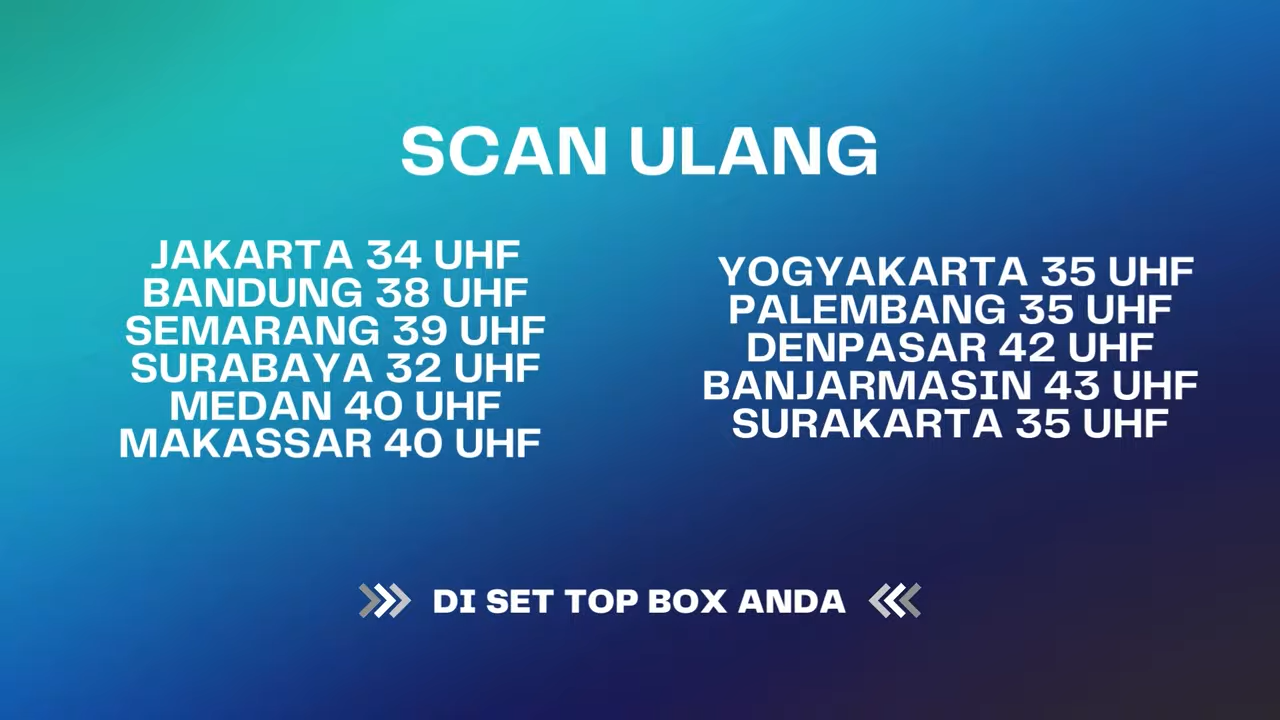 SCAN ULANG
JAKARTA 34 UHF
BANDUNG 38 UHF
SEMARANG 39 UHF
SURABAYA 32 UHF
MEDAN 40 UHF
MAKASSAR 40 UHF
YOGYAKARTA 35 UHF
PALEMBANG 35 UHF
DENPASAR 42 UHF
BANJARMASIN 43 UHF
SURAKARTA 35 UHF
DI SET TOP BOX ANDA